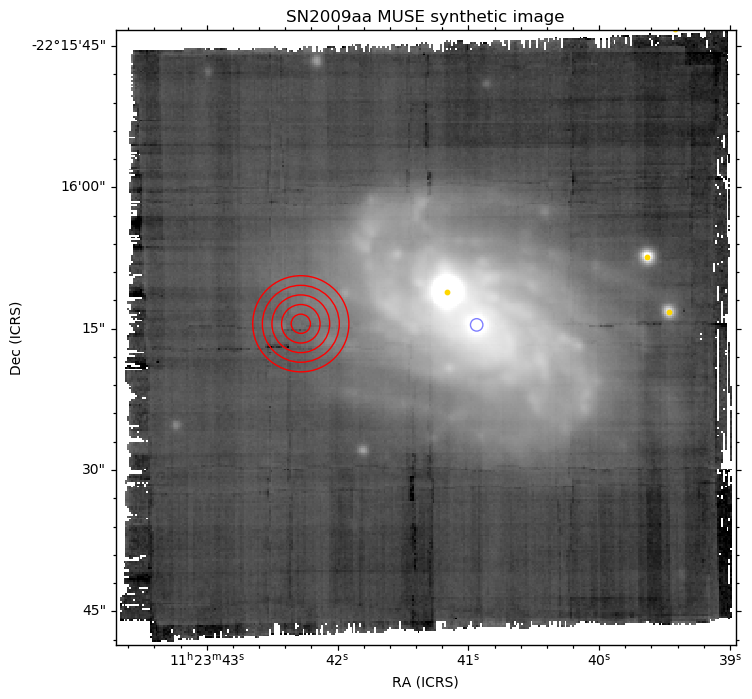 SN2009aa MUSE synthetic image
-22°15'45"
16'00"
15"
30"
45"
Dec (ICRS)
11ʰ23ᵐ43ˢ
42ˢ
41ˢ
40ˢ
39ˢ
RA (ICRS)